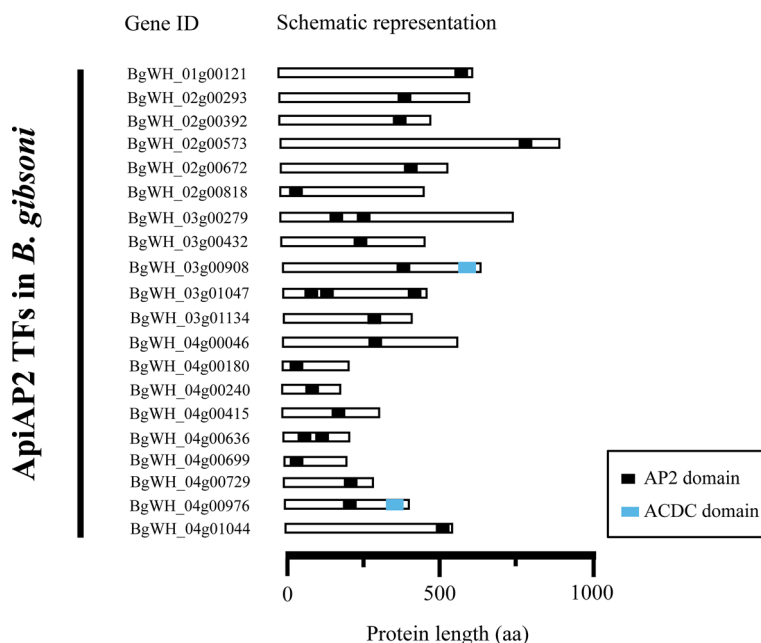 Gene ID Schematic representation
ApiAP2 TFs in B. gibsoni
BgWH_01g00121
BgWH_02g00293
BgWH_02g00392
BgWH_02g00573
BgWH_02g00672
BgWH_02g00818
BgWH_03g00279
BgWH_03g00432
BgWH_03g00908
BgWH_03g01047
BgWH_03g01134
BgWH_04g00046
BgWH_04g00180
BgWH_04g00240
BgWH_04g00415
BgWH_04g00636
BgWH_04g00699
BgWH_04g00729
BgWH_04g00976
BgWH_04g01044
AP2 domain
ACDC domain
0 500 1000
Protein length (aa)